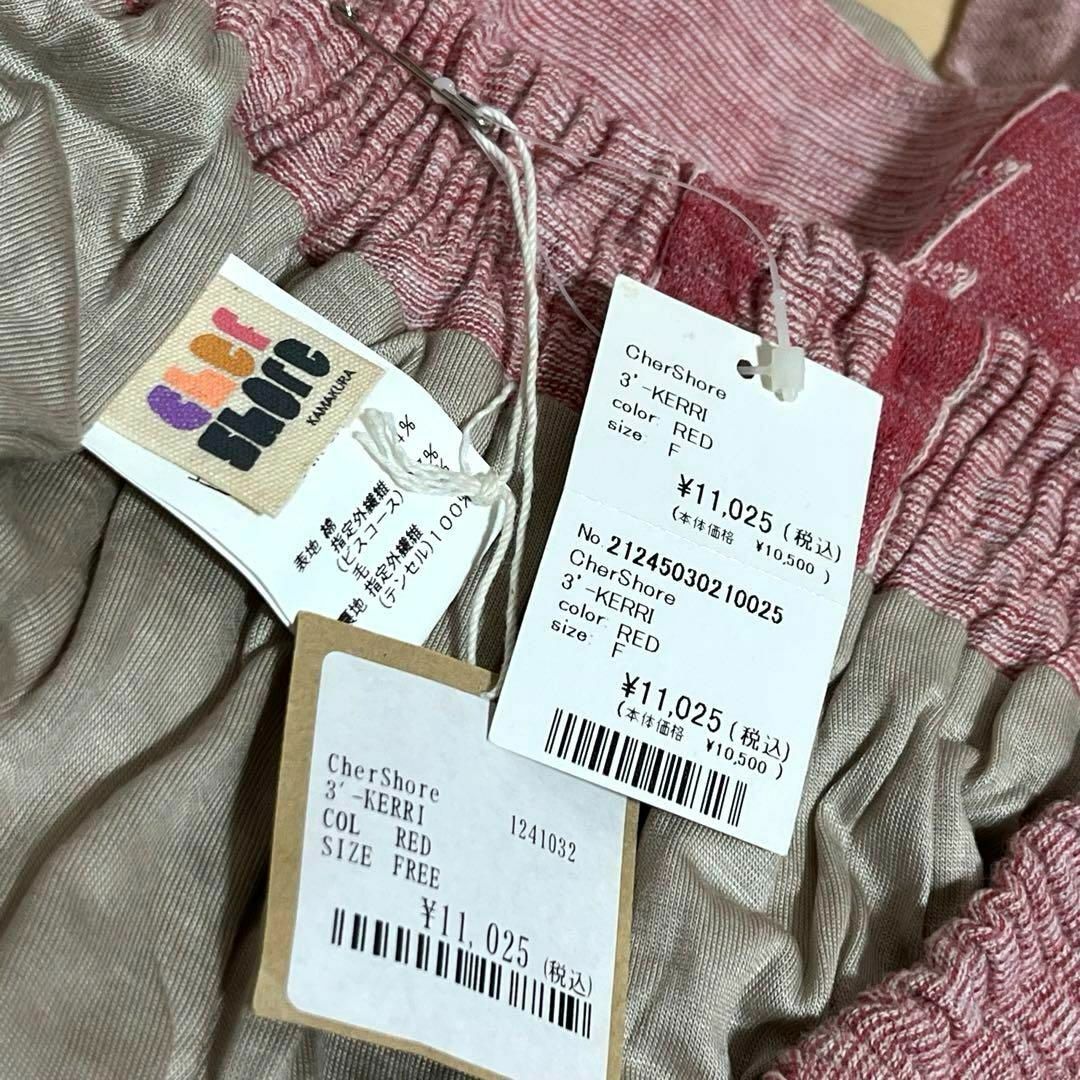 cher
shore
KAMAKURA
4%
%
表地 綿
指定外繊維
(ビスコース)
毛
裏地 指定外繊維
(テンセル)100%
CherShore
3'-KERRI
color: RED
size: F
¥11,025 (税込)
(本体価格 ¥10,500 )
No.21245030210025
CherShore
3'-KERRI
color: RED
size: F
¥11,025 (税込)
(本体価格 ¥10,500 )
CherShore
3'-KERRI 1241032
COL RED
SIZE FREE
¥11,025 (税込)